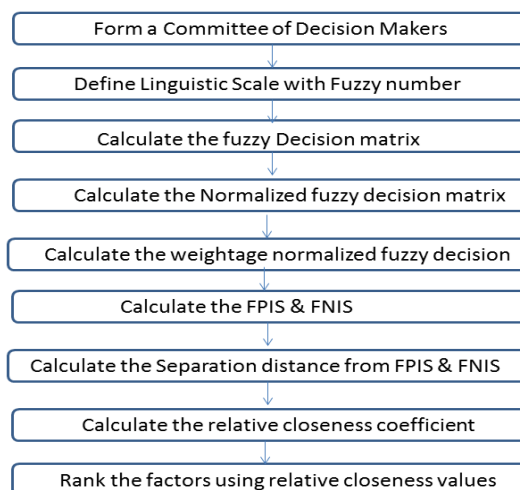 Form a Committee of Decision Makers
Define Linguistic Scale with Fuzzy number
Calculate the fuzzy Decision matrix
Calculate the Normalized fuzzy decision matrix
Calculate the weightage normalized fuzzy decision
Calculate the FPIS & FNIS
Calculate the Separation distance from FPIS & FNIS
Calculate the relative closeness coefficient
Rank the factors using relative closeness values